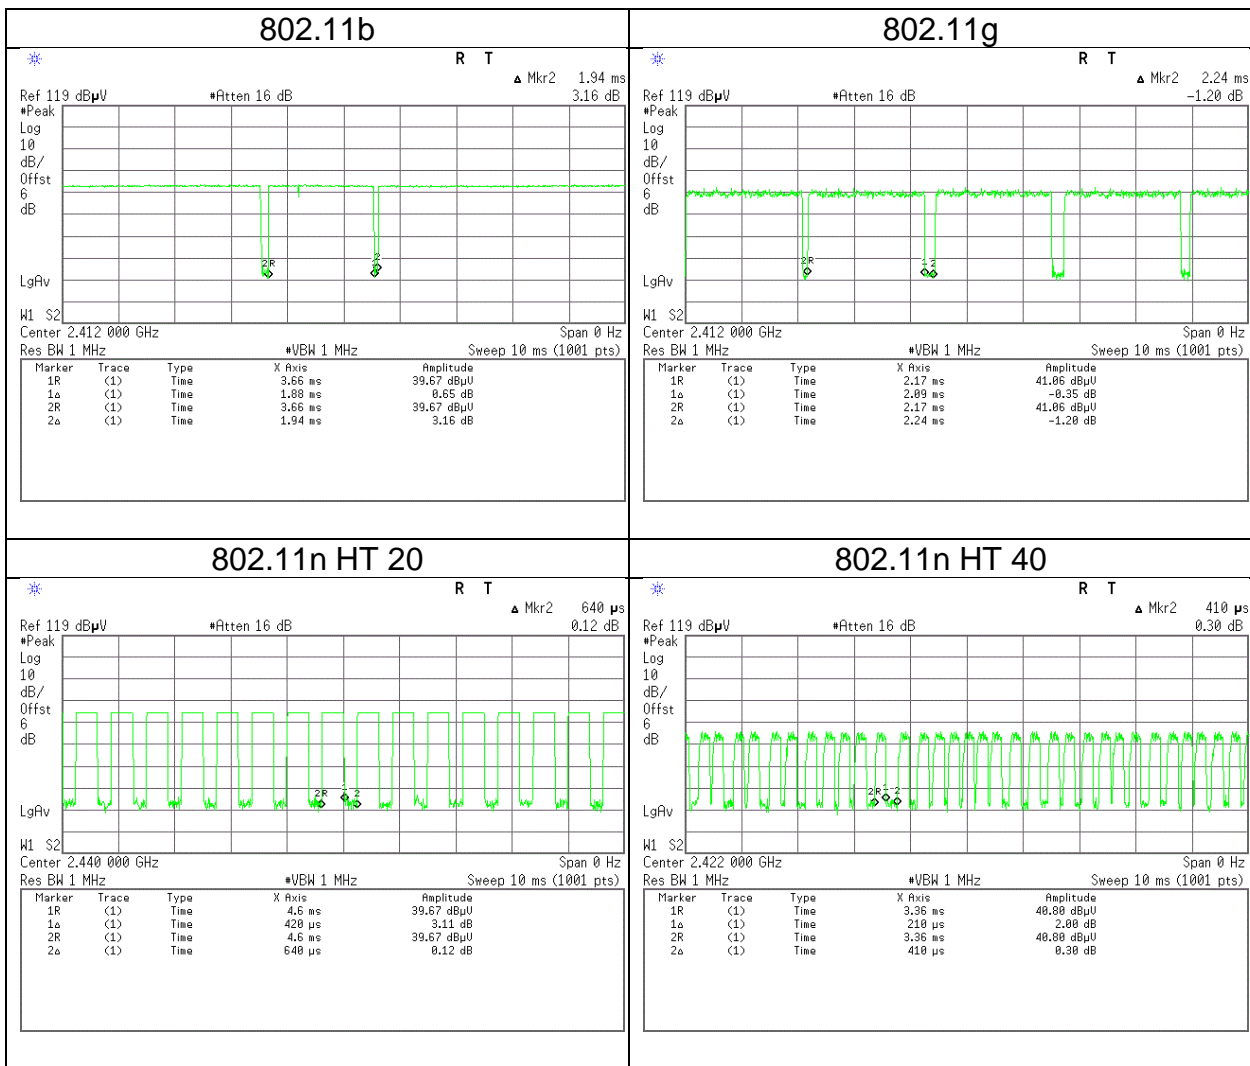 802.11b
R T
Δ Mkr2 1.94 ms
Ref 119 dBµV #Atten 16 dB 3.16 dB
#Peak
Log
10
dB/
Offst
6
dB
2R
1
2
LgAv
W1 S2
Center 2.412 000 GHz Span 0 Hz
Res BW 1 MHz #VBW 1 MHz Sweep 10 ms (1001 pts)
Marker Trace Type X Axis Amplitude
1R (1) Time 3.66 ms 39.67 dBµV
1Δ (1) Time 1.88 ms 0.65 dB
2R (1) Time 3.66 ms 39.67 dBµV
2Δ (1) Time 1.94 ms 3.16 dB
802.11g
R T
Δ Mkr2 2.24 ms
Ref 119 dBµV #Atten 16 dB -1.20 dB
#Peak
Log
10
dB/
Offst
6
dB
2R
1 2
LgAv
W1 S2
Center 2.412 000 GHz Span 0 Hz
Res BW 1 MHz #VBW 1 MHz Sweep 10 ms (1001 pts)
Marker Trace Type X Axis Amplitude
1R (1) Time 2.17 ms 41.06 dBµV
1Δ (1) Time 2.09 ms -0.35 dB
2R (1) Time 2.17 ms 41.06 dBµV
2Δ (1) Time 2.24 ms -1.20 dB
802.11n HT 20
R T
Δ Mkr2 640 µs
Ref 119 dBµV #Atten 16 dB 0.12 dB
#Peak
Log
10
dB/
Offst
6
dB
2R 1 2
LgAv
W1 S2
Center 2.440 000 GHz Span 0 Hz
Res BW 1 MHz #VBW 1 MHz Sweep 10 ms (1001 pts)
Marker Trace Type X Axis Amplitude
1R (1) Time 4.6 ms 39.67 dBµV
1Δ (1) Time 420 µs 3.11 dB
2R (1) Time 4.6 ms 39.67 dBµV
2Δ (1) Time 640 µs 0.12 dB
802.11n HT 40
R T
Δ Mkr2 410 µs
Ref 119 dBµV #Atten 16 dB 0.30 dB
#Peak
Log
10
dB/
Offst
6
dB
2R 1 2
LgAv
W1 S2
Center 2.422 000 GHz Span 0 Hz
Res BW 1 MHz #VBW 1 MHz Sweep 10 ms (1001 pts)
Marker Trace Type X Axis Amplitude
1R (1) Time 3.36 ms 40.80 dBµV
1Δ (1) Time 210 µs 2.00 dB
2R (1) Time 3.36 ms 40.80 dBµV
2Δ (1) Time 410 µs 0.30 dB